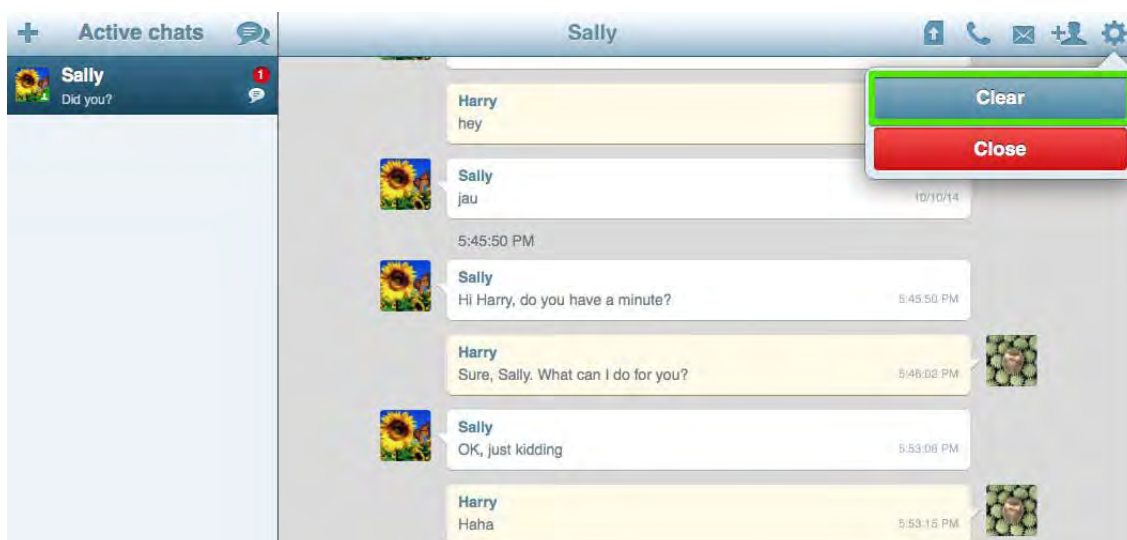 Active chats
Sally
Sally
1
Did you?
Clear
Close
Harry
hey
Sally
jau
10/10/14
5:45:50 PM
Sally
Hi Harry, do you have a minute?
5:45:50 PM
Harry
Sure, Sally. What can I do for you?
5:46:02 PM
Sally
OK, just kidding
5:53:06 PM
Harry
Haha
5:53:15 PM